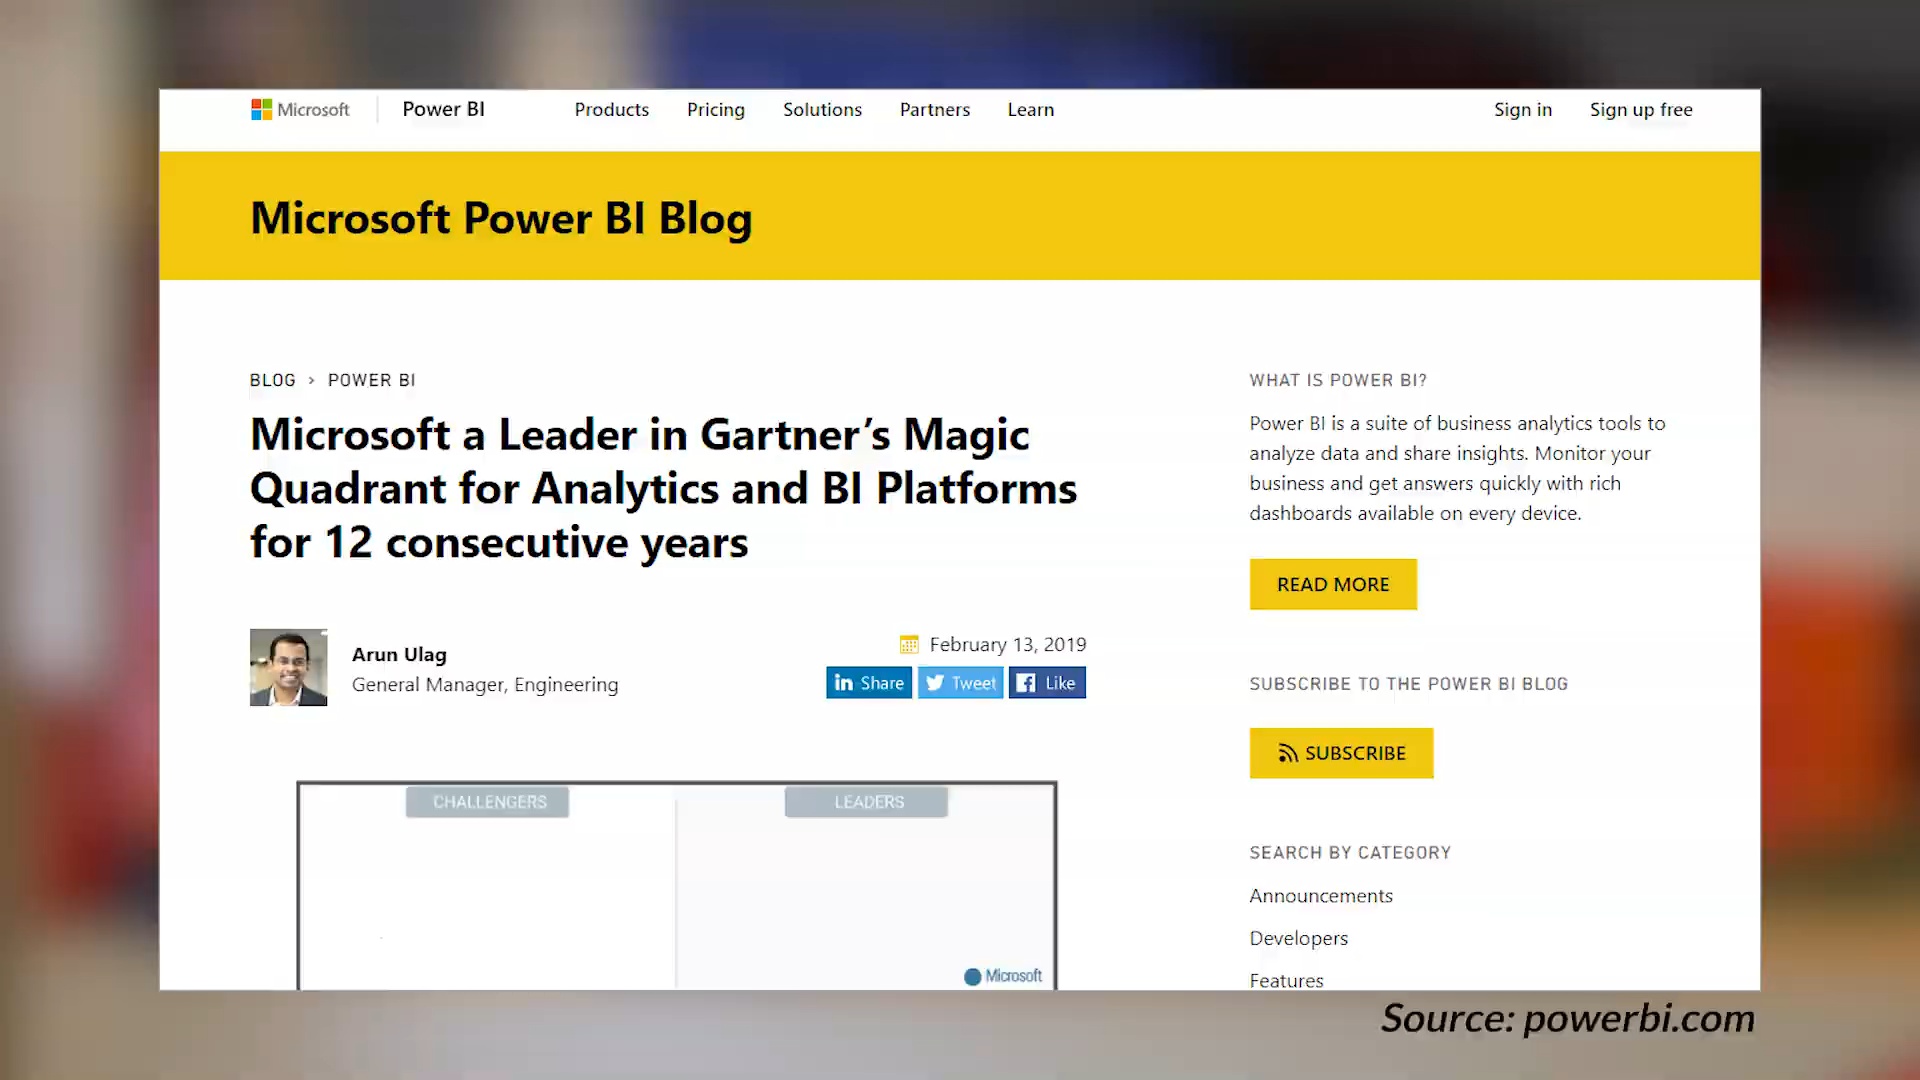 Microsoft Power BI Products Pricing Solutions Partners Learn Sign in Sign up free
Microsoft Power BI Blog
BLOG > POWER BI
Microsoft a Leader in Gartner’s Magic
Quadrant for Analytics and BI Platforms
for 12 consecutive years
Arun Ulag
General Manager, Engineering
February 13, 2019
in Share Tweet Like
CHALLENGERS LEADERS
Microsoft
WHAT IS POWER BI?
Power BI is a suite of business analytics tools to
analyze data and share insights. Monitor your
business and get answers quickly with rich
dashboards available on every device.
READ MORE
SUBSCRIBE TO THE POWER BI BLOG
SUBSCRIBE
SEARCH BY CATEGORY
Announcements
Developers
Features
Source: powerbi.com